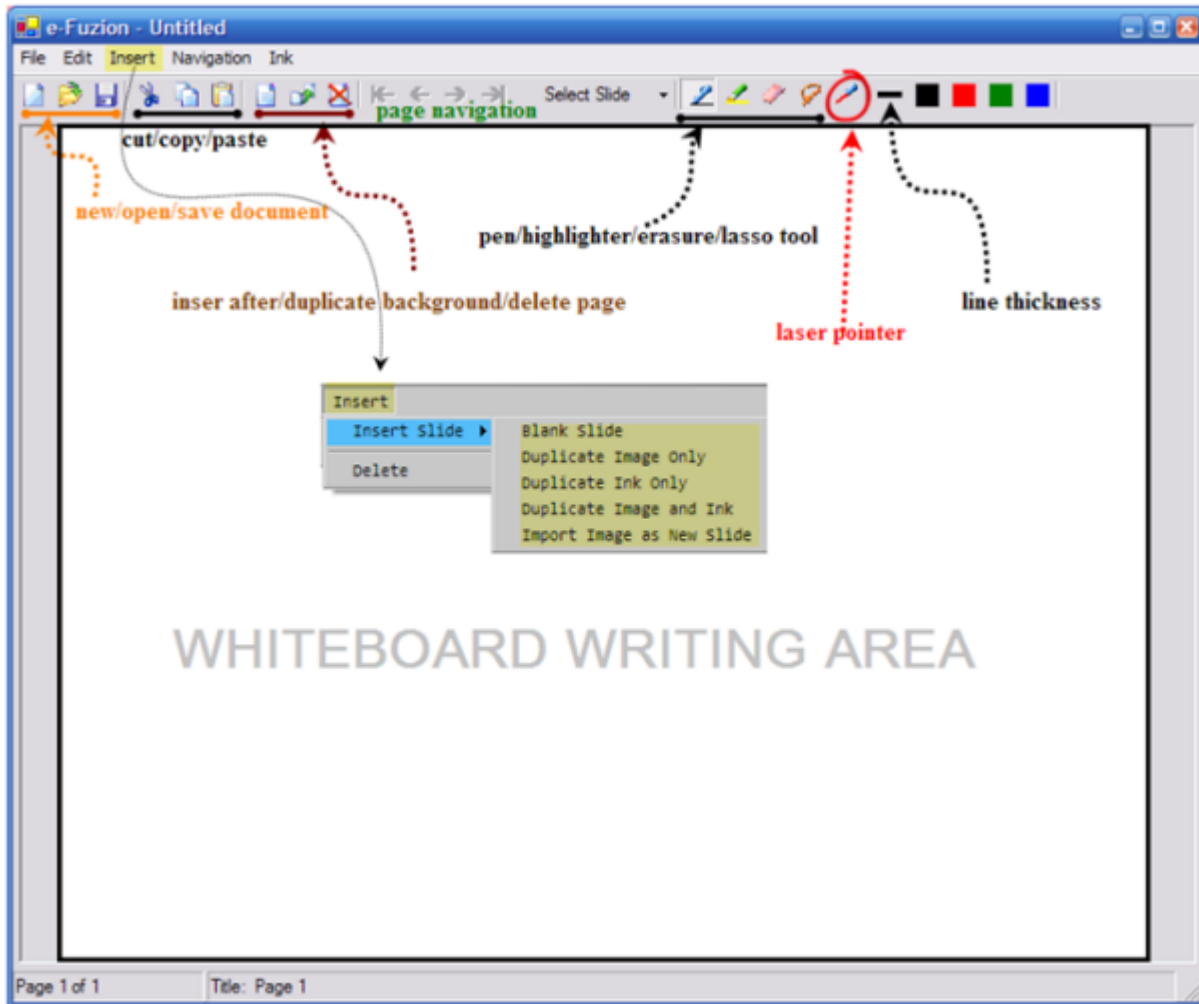 e-Fuzion - Untitled
File Edit Insert Navigation Ink
Select Slide
page navigation
cut/copy/paste
new/open/save document
pen/highlighter/erasure/lasso tool
inser after/duplicate background/delete page
line thickness
laser pointer
Insert
Insert Slide
Delete
Blank Slide
Duplicate Image Only
Duplicate Ink Only
Duplicate Image and Ink
Import Image as New Slide
WHITEBOARD WRITING AREA
Page 1 of 1 Title: Page 1